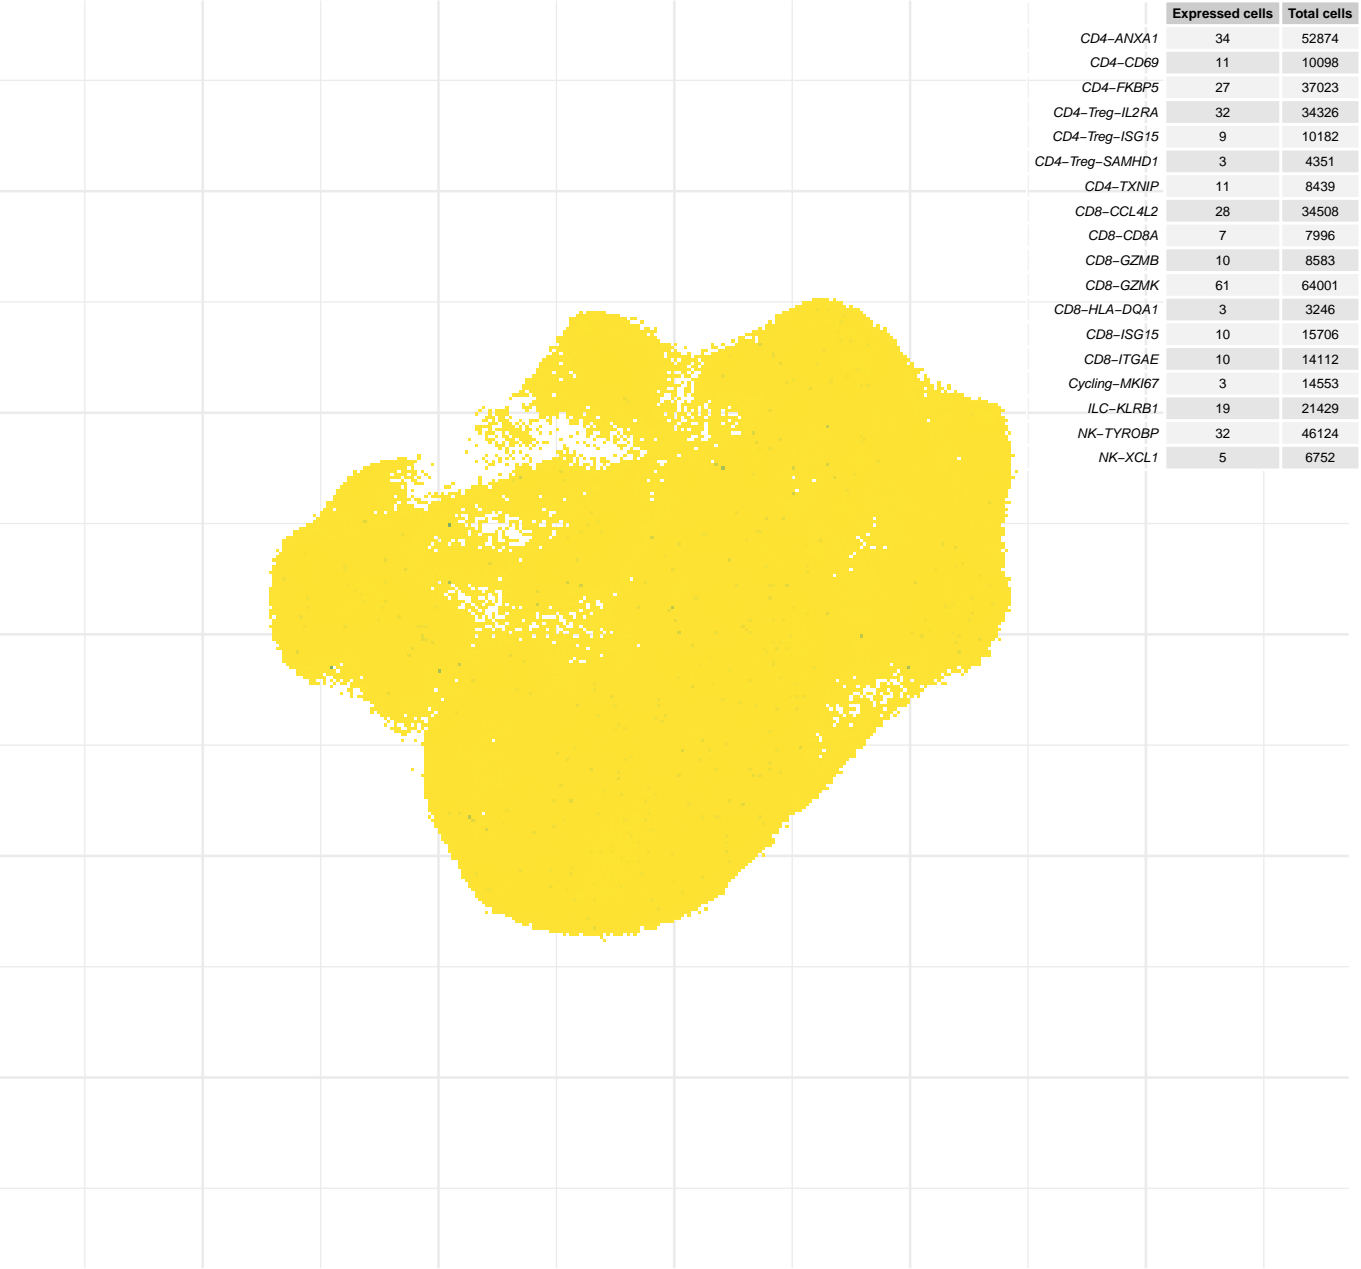 Expressed cells Total cells
CD4−ANXA1 34 52874
CD4−CD69 11 10098
CD4−FKBP5 27 37023
CD4−Treg−IL2RA 32 34326
CD4−Treg−ISG15 9 10182
CD4−Treg−SAMHD1 3 4351
CD4−TXNIP 11 8439
CD8−CCL4L2 28 34508
CD8−CD8A 7 7996
CD8−GZMB 10 8583
CD8−GZMK 61 64001
CD8−HLA−DQA1 3 3246
CD8−ISG15 10 15706
CD8−ITGAE 10 14112
Cycling−MKI67 3 14553
ILC−KLRB1 19 21429
NK−TYROBP 32 46124
NK−XCL1 5 6752